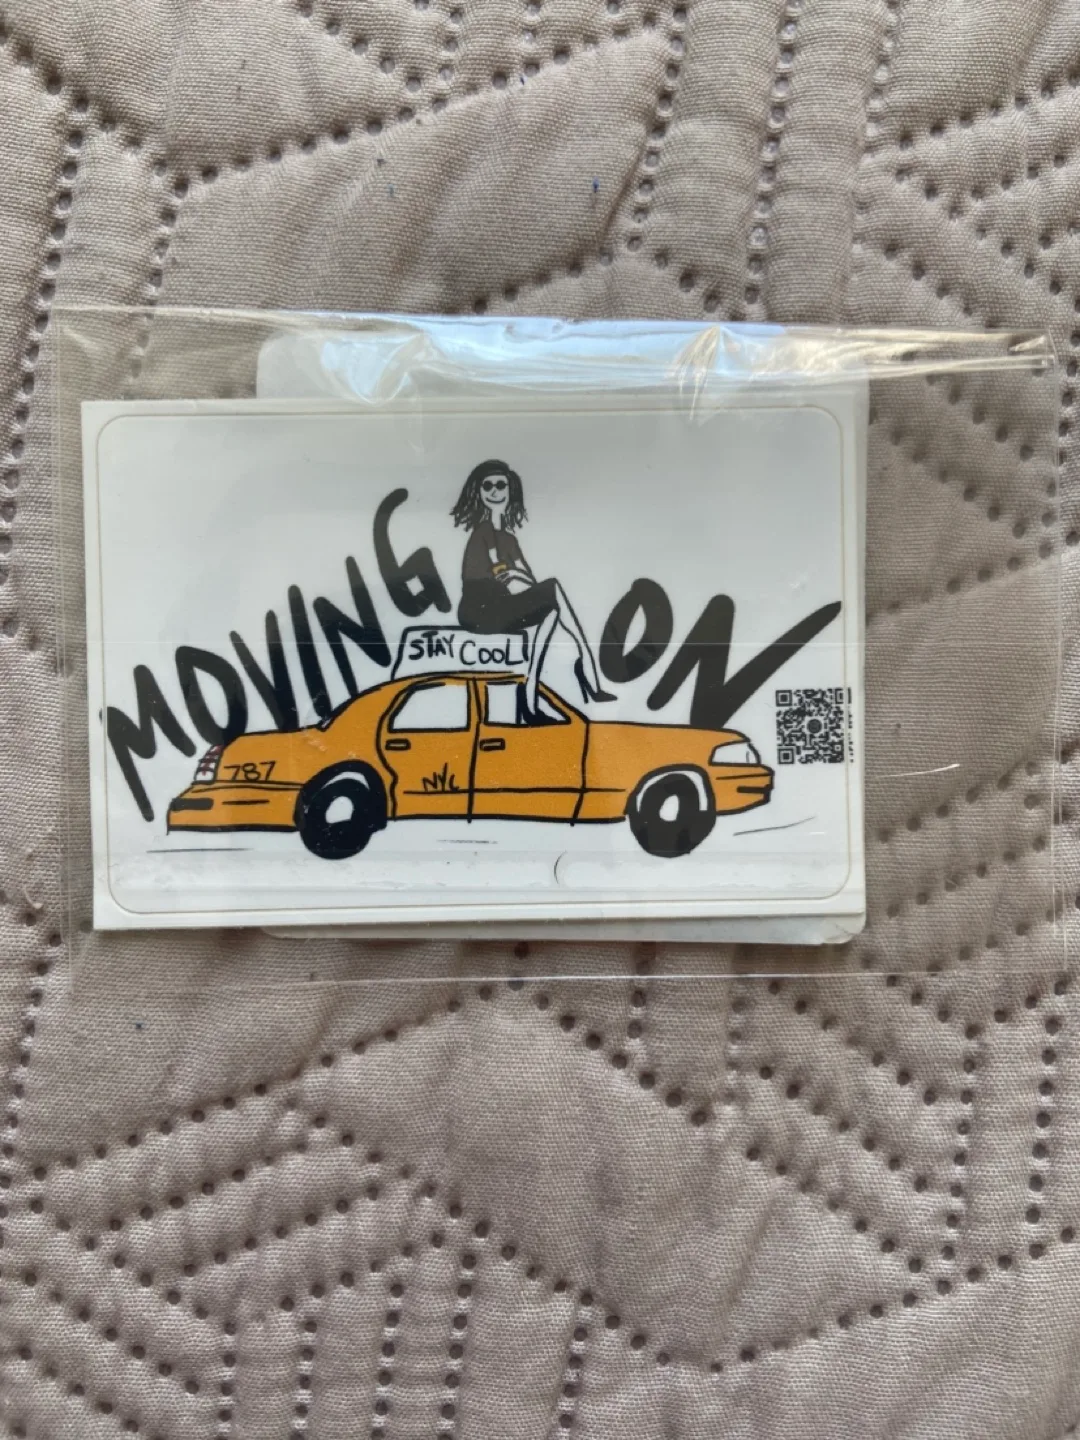 MOVING ON
STAY COOL
787
NYC